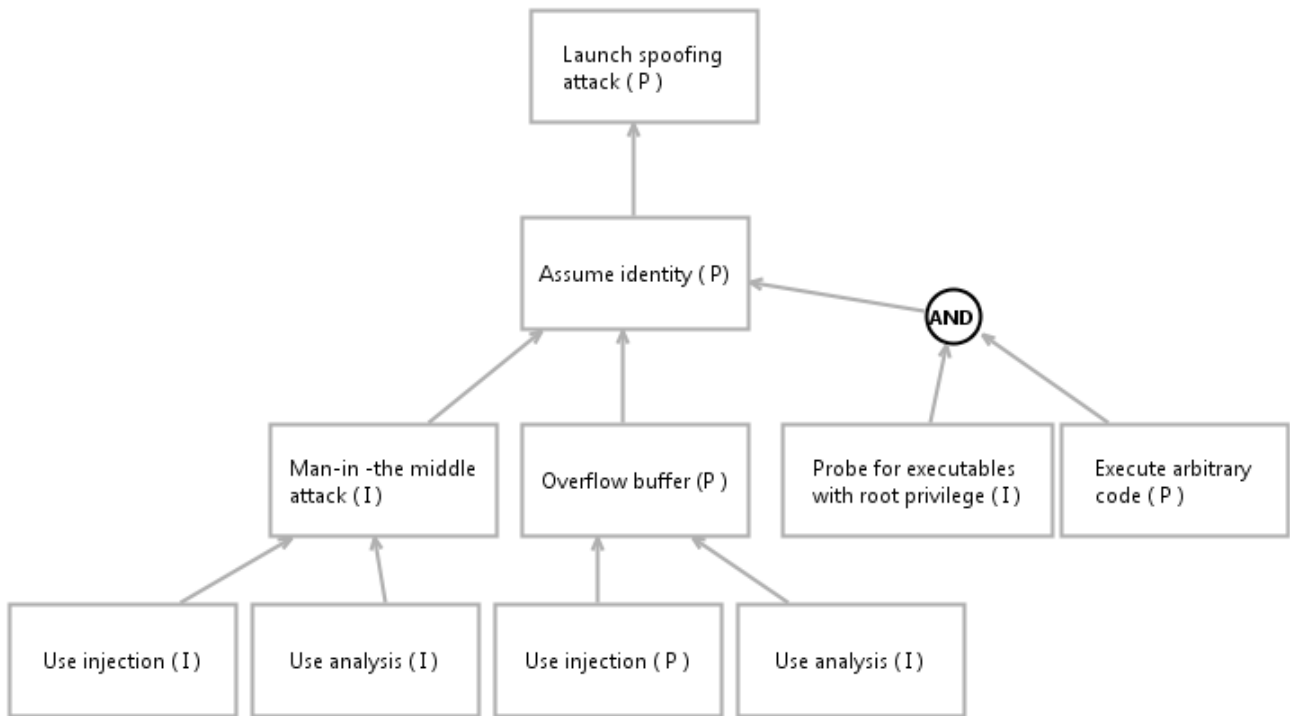 Launch spoofing
attack ( P )
Assume identity ( P)
AND
Man-in -the middle
attack ( I )
Overflow buffer (P )
Probe for executables
with root privilege ( I )
Execute arbitrary
code ( P )
Use injection ( I )
Use analysis ( I )
Use injection ( P )
Use analysis ( I )